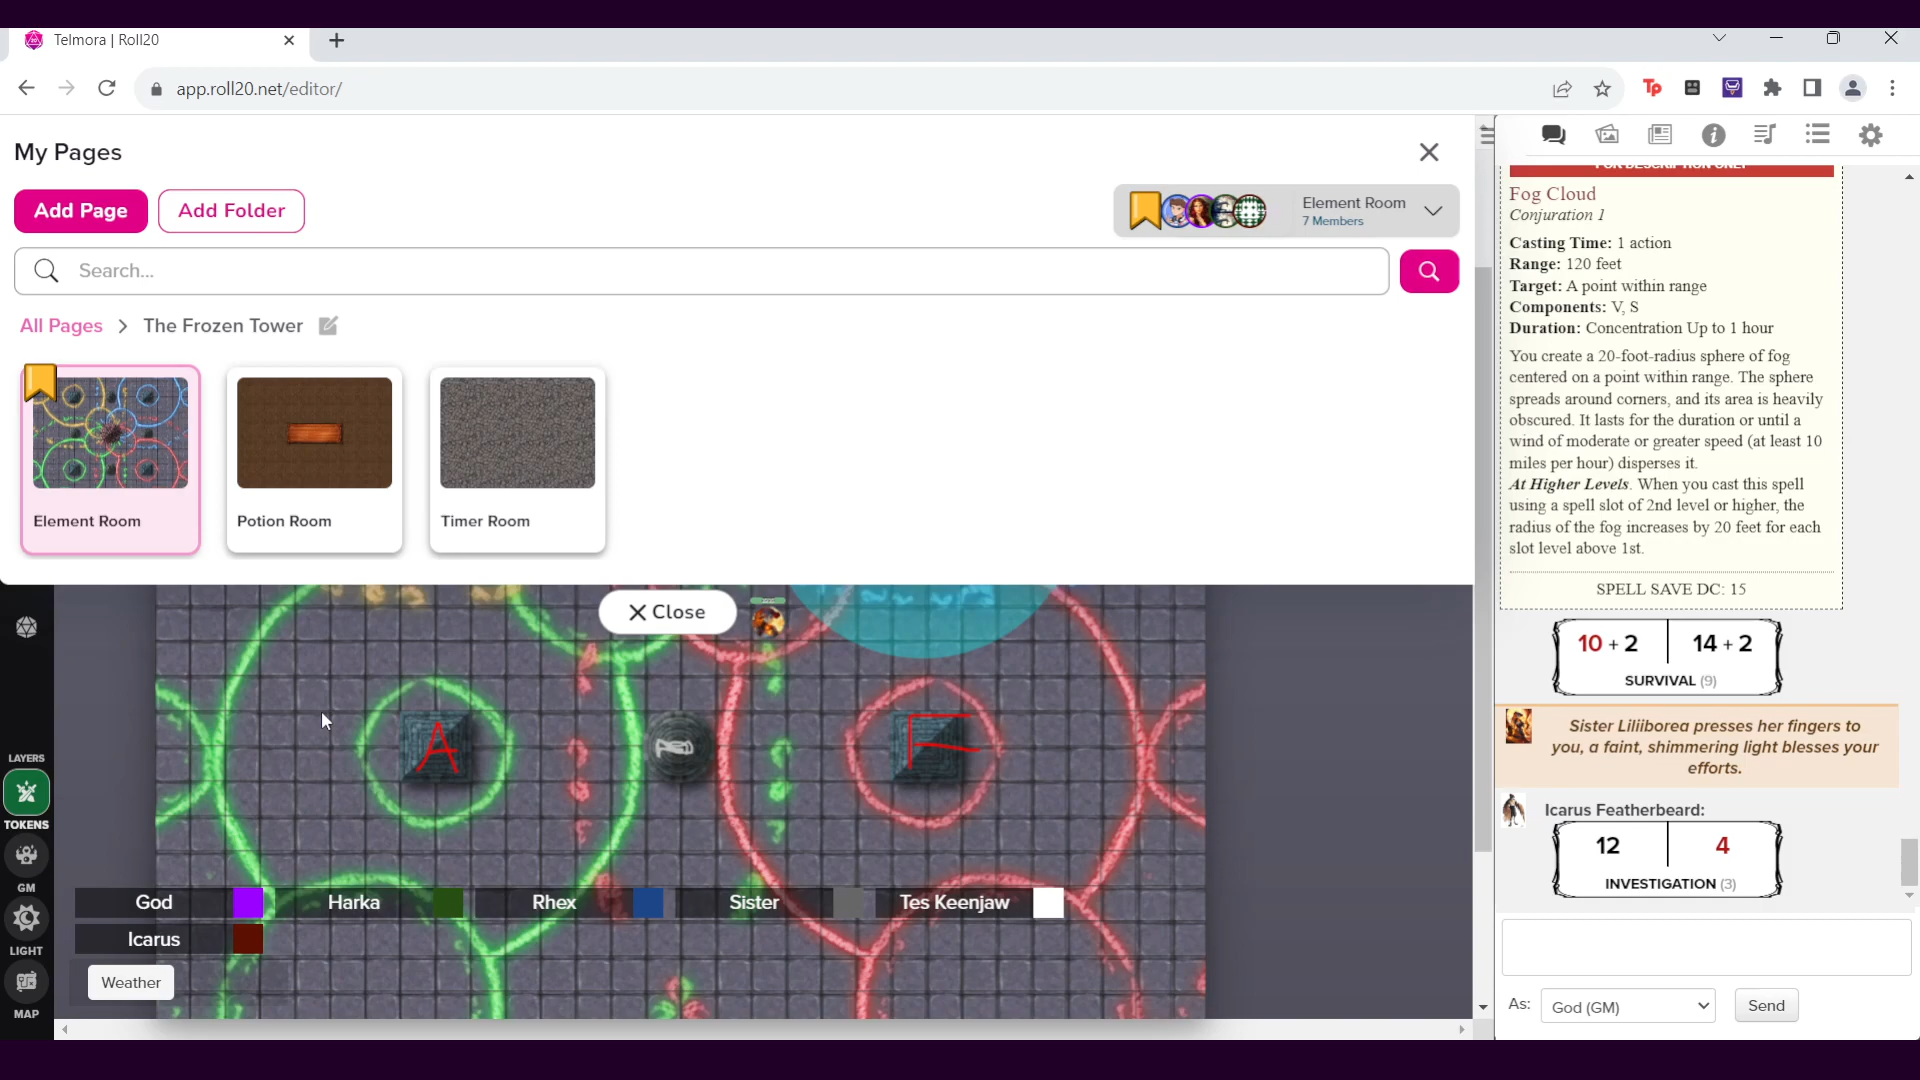 Telmora | Roll20
app.roll20.net/editor/
Tp
My Pages
Add Page
Add Folder
Element Room
7 Members
Search...
All Pages > The Frozen Tower
Element Room
Potion Room
Timer Room
Close
A
F
LAYERS
TOKENS
GM
LIGHT
MAP
God
Harka
Rhex
Sister
Tes Keenjaw
Icarus
Weather
FOR DESCRIPTION ONLY
Fog Cloud
Conjuration 1
Casting Time: 1 action
Range: 120 feet
Target: A point within range
Components: V, S
Duration: Concentration Up to 1 hour
You create a 20-foot-radius sphere of fog
centered on a point within range. The sphere
spreads around corners, and its area is heavily
obscured. It lasts for the duration or until a
wind of moderate or greater speed (at least 10
miles per hour) disperses it.
At Higher Levels. When you cast this spell
using a spell slot of 2nd level or higher, the
radius of the fog increases by 20 feet for each
slot level above 1st.
SPELL SAVE DC: 15
10 + 2 | 14 + 2
SURVIVAL (9)
Sister Liliiborea presses her fingers to
you, a faint, shimmering light blesses your
efforts.
Icarus Featherbeard:
12 | 4
INVESTIGATION (3)
As: God (GM)
Send